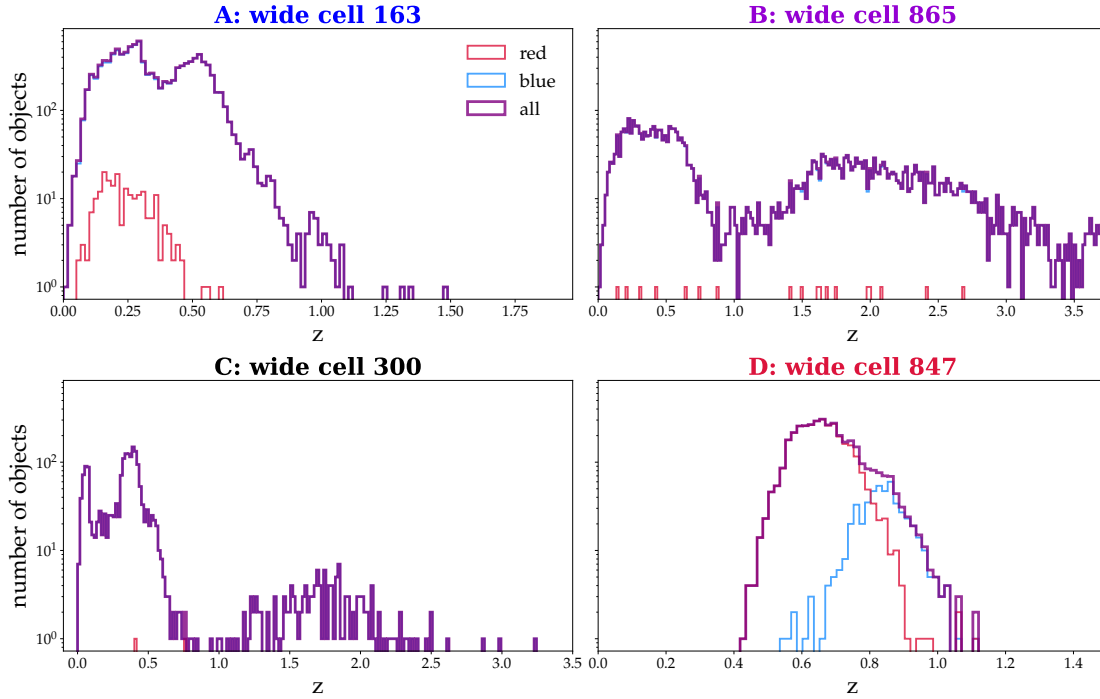 A: wide cell 163
B: wide cell 865
number of objects
10²
10¹
10⁰
red
blue
all
0.00 0.25 0.50 0.75 1.00 1.25 1.50 1.75
z
0.0 0.5 1.0 1.5 2.0 2.5 3.0 3.5
z
C: wide cell 300
D: wide cell 847
number of objects
10²
10¹
10⁰
0.0 0.5 1.0 1.5 2.0 2.5 3.0 3.5
z
0.0 0.2 0.4 0.6 0.8 1.0 1.2 1.4
z